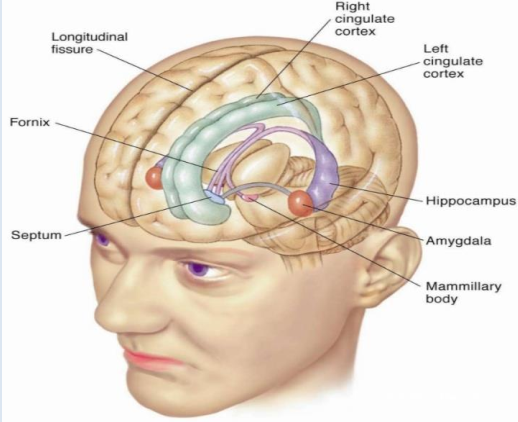 Right
cingulate
cortex
Longitudinal
fissure
Left
cingulate
cortex
Fornix
Hippocampus
Septum
Amygdala
Mammillary
body